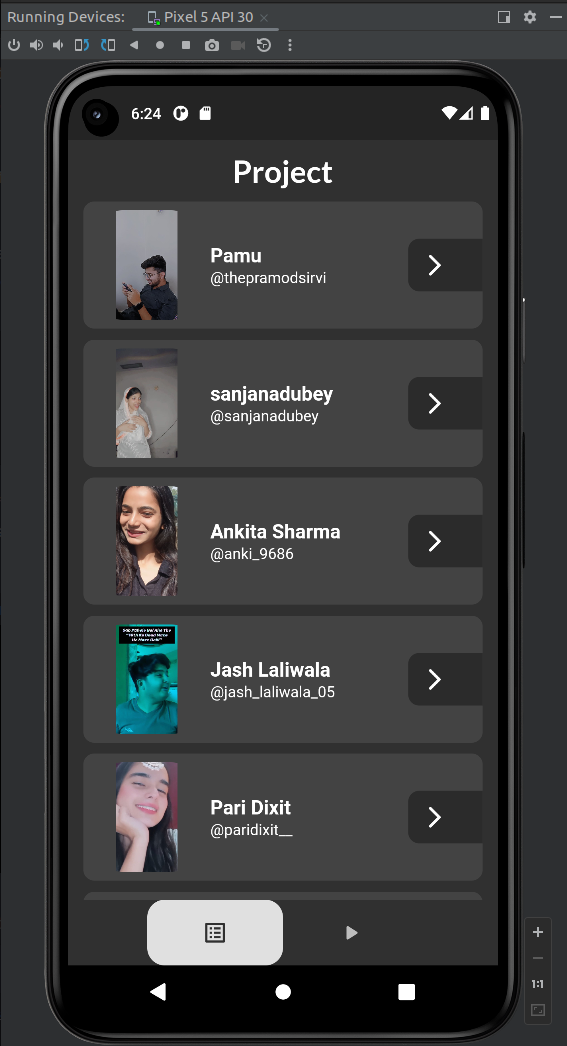 Running Devices: Pixel 5 API 30
6:24
Project
Pamu
@thepramodsirvi
sanjanadubey
@sanjanadubey
Ankita Sharma
@anki_9686
Jash Laliwala
@jash_laliwala_05
Pari Dixit
@paridixit__
1:1